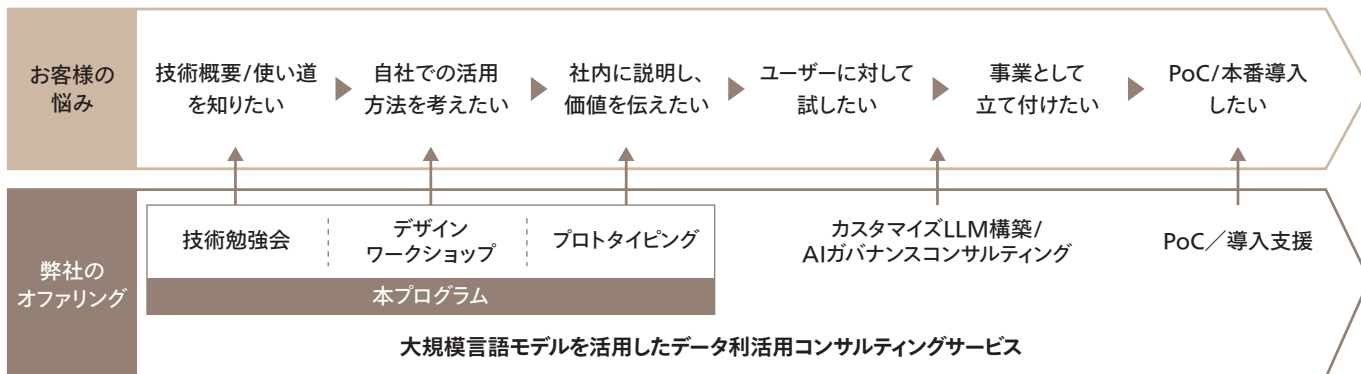 お客様の
悩み
技術概要/使い道
を知りたい
自社での活用
方法を考えたい
社内に説明し、
価値を伝えたい
ユーザーに対して
試したい
事業として
立て付けたい
PoC/本番導入
したい
弊社の
オファリング
技術勉強会
デザイン
ワークショップ
プロトタイピング
本プログラム
カスタマイズLLM構築/
AIガバナンスコンサルティング
PoC／導入支援
大規模言語モデルを活用したデータ利活用コンサルティングサービス